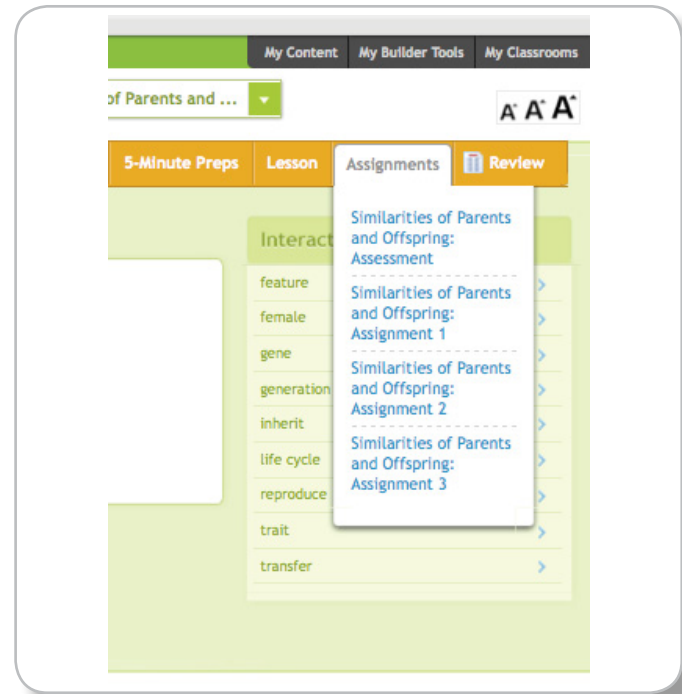 My Content My Builder Tools My Classrooms
of Parents and ...
A A A
5-Minute Preps Lesson Assignments Review
Similarities of Parents
and Offspring:
Assessment
Similarities of Parents
and Offspring:
Assignment 1
Similarities of Parents
and Offspring:
Assignment 2
Similarities of Parents
and Offspring:
Assignment 3
Interact
feature
female
gene
generation
inherit
life cycle
reproduce
trait
transfer